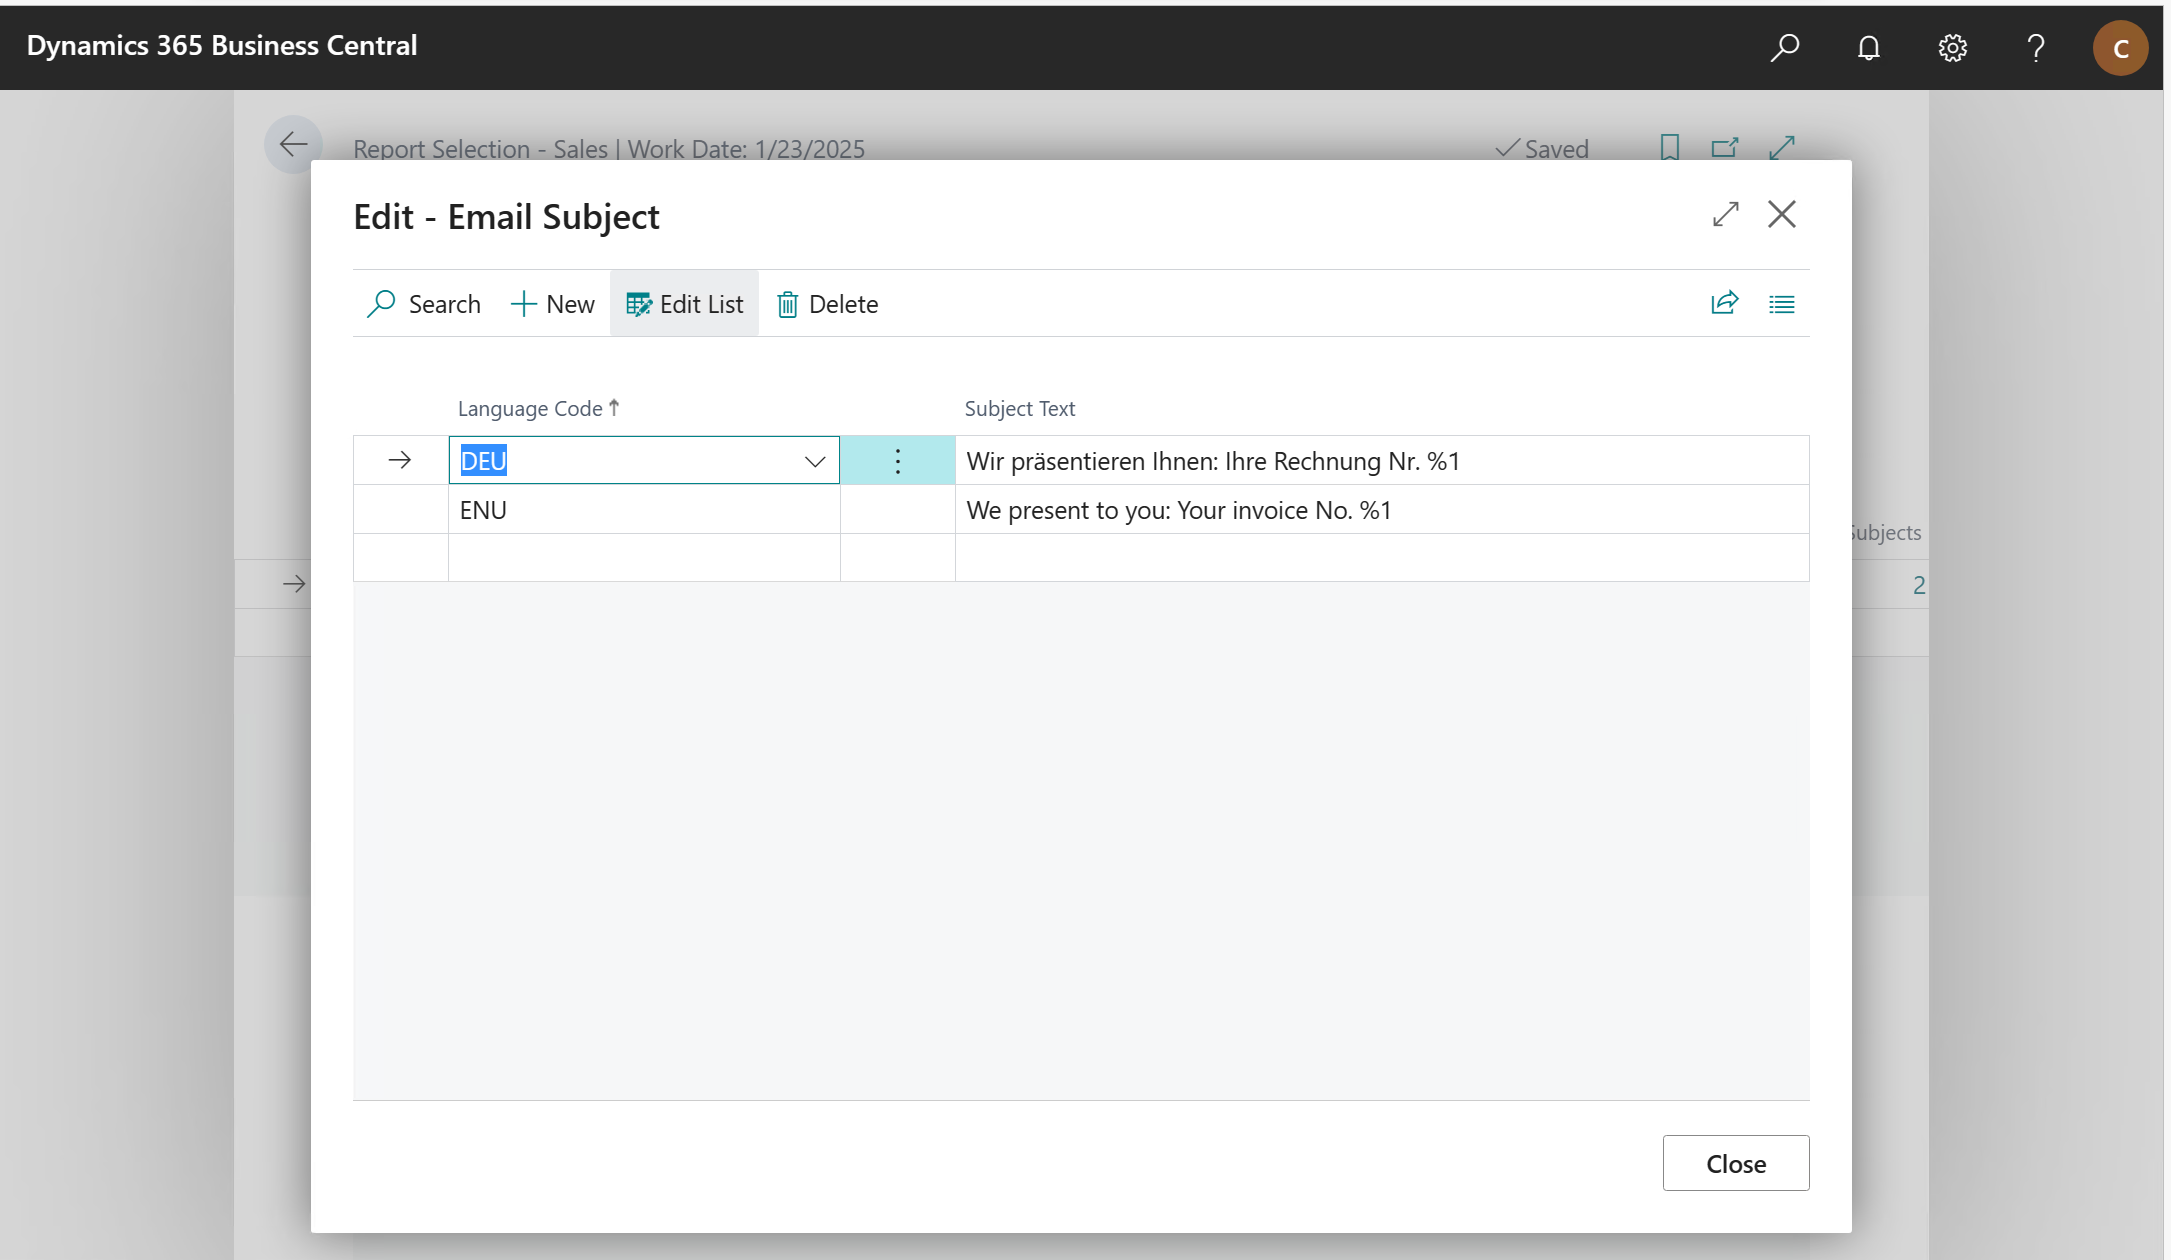 Dynamics 365 Business Central
C
Report Selection - Sales | Work Date: 1/23/2025
Saved
Edit - Email Subject
Search
New
Edit List
Delete
Language Code ↑
Subject Text
DEU
Wir präsentieren Ihnen: Ihre Rechnung Nr. %1
ENU
We present to you: Your invoice No. %1
Subjects
2
Close